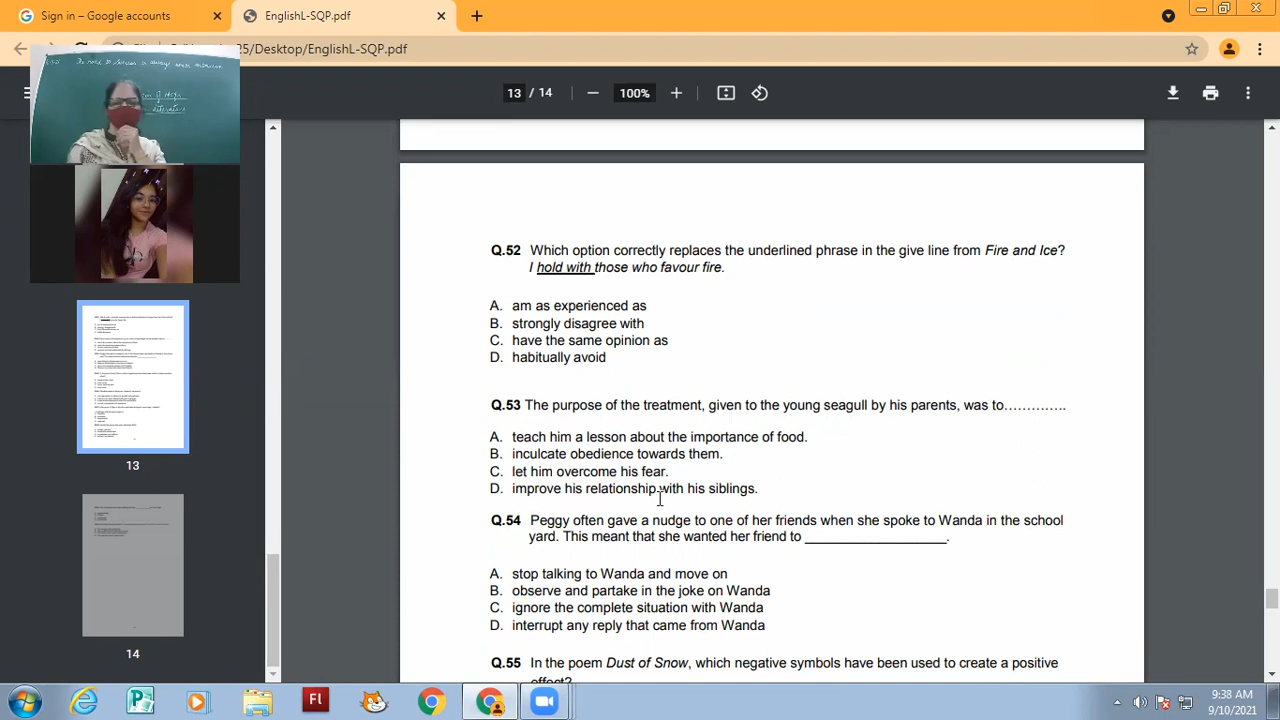 Sign in – Google accounts
EnglishL-SQP.pdf
25/Desktop/EnglishL-SQP.pdf
13 / 14
100%
Q.52 Which option correctly replaces the underlined phrase in the give line from Fire and Ice?
I hold with those who favour fire.
A. am as experienced as
B. strongly disagree with
C. have the same opinion as
D. habitually avoid
Q.53 The purpose of the treatment, given to the young seagull by his parents, was to…………..
A. teach him a lesson about the importance of food.
B. inculcate obedience towards them.
C. let him overcome his fear.
D. improve his relationship with his siblings.
Q.54 Peggy often gave a nudge to one of her friends when she spoke to Wanda in the school
yard. This meant that she wanted her friend to ___________________.
A. stop talking to Wanda and move on
B. observe and partake in the joke on Wanda
C. ignore the complete situation with Wanda
D. interrupt any reply that came from Wanda
Q.55 In the poem Dust of Snow, which negative symbols have been used to create a positive
effect?
13
14
9:38 AM
9/10/2021